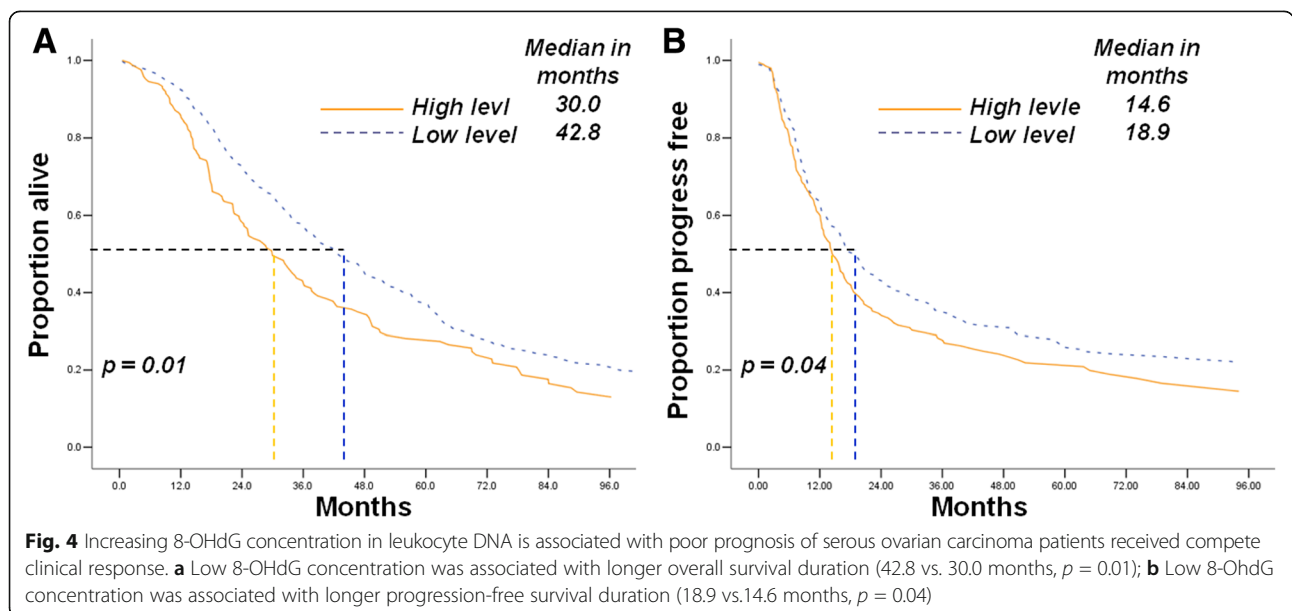 A
Median in
months
High levl 30.0
Low level 42.8
Proportion alive
1.0
0.8
0.6
0.4
0.2
0.0
p = 0.01
0.0 12.0 24.0 36.0 48.0 60.0 72.0 84.0 96.0
Months
B
Median in
months
High levle 14.6
Low level 18.9
Proportion progress free
1.0
0.8
0.6
0.4
0.2
0.0
p = 0.04
0.00 12.00 24.00 36.00 48.00 60.00 72.00 84.00 96.00
Months
Fig. 4 Increasing 8-OHdG concentration in leukocyte DNA is associated with poor prognosis of serous ovarian carcinoma patients received compete
clinical response. a Low 8-OHdG concentration was associated with longer overall survival duration (42.8 vs. 30.0 months, p = 0.01); b Low 8-OhdG
concentration was associated with longer progression-free survival duration (18.9 vs.14.6 months, p = 0.04)